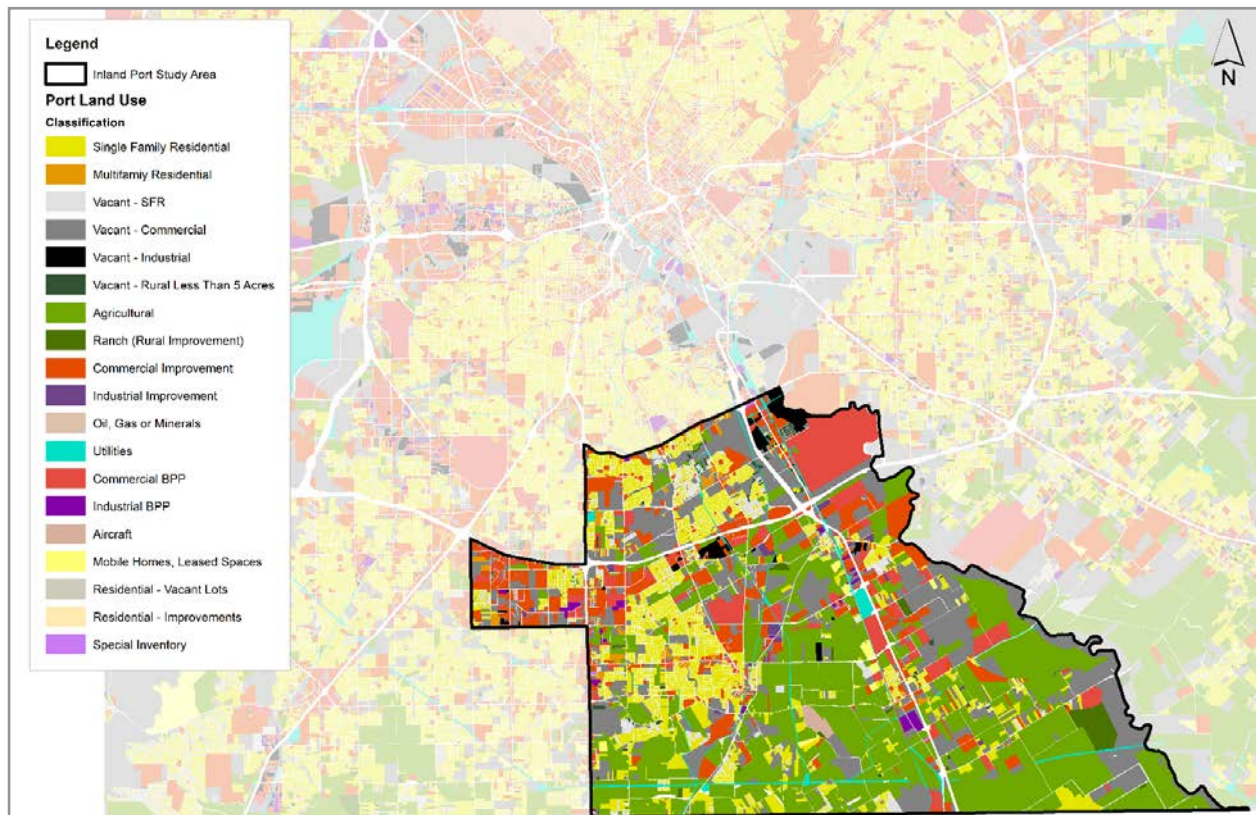 Legend
Inland Port Study Area
Port Land Use
Classification
Single Family Residential
Multifamiy Residential
Vacant - SFR
Vacant - Commercial
Vacant - Industrial
Vacant - Rural Less Than 5 Acres
Agricultural
Ranch (Rural Improvement)
Commercial Improvement
Industrial Improvement
Oil, Gas or Minerals
Utilities
Commercial BPP
Industrial BPP
Aircraft
Mobile Homes, Leased Spaces
Residential - Vacant Lots
Residential - Improvements
Special Inventory
N